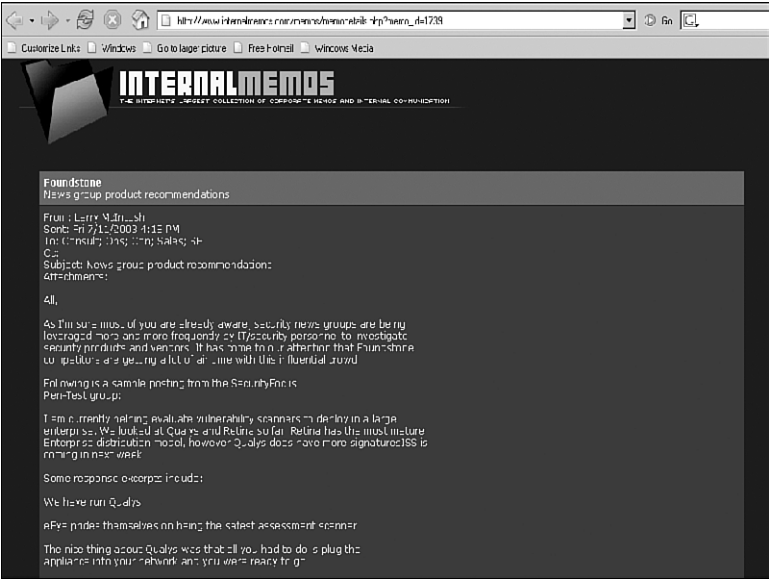 http://www.internalmemos.com/memos/memodetails.php?memo_id=1739
Go
Customize Links Windows Go to larger picture Free Hotmail Windows Media
INTERNALMEMOS
THE INTERNET'S LARGEST COLLECTION OF CORPORATE MEMOS AND INTERNAL COMMUNICATION
Foundstone
News group product recommendations
From: Larry McIntosh
Sent: Fri 7/11/2003 4:15 PM
To: Consult; Ops; Sales;
Cc:
Subject: News group product recommendations
Attachments:
All,
As I'm sure most of you are already aware, security news groups are being
leveraged more and more frequently by IT/security personnel to investigate
security products and vendors. It has come to our attention that Foundstone
competitors are getting a lot of air time with this influential crowd
Following is a sample posting from the SecurityFocus
Pen-Test group:
I am currently helping evaluate vulnerability scanners to deploy in a large
enterprise. We looked at Qualys and Retina so far. Retina has the most mature
Enterprise distribution model, however Qualys does have more signatures ISS is
coming in next week
Some response excerpts include:
We have run Qualys
eEye prides themselves on being the safest assessment scanner
The nice thing about Qualys was that all you had to do is plug the
appliance into your network and you were ready to go